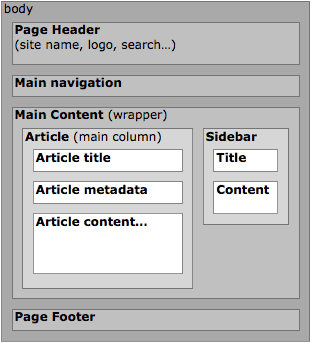 body
Page Header
(site name, logo, search...)
Main navigation
Main Content (wrapper)
Article (main column)
Article title
Article metadata
Article content...
Sidebar
Title
Content
Page Footer